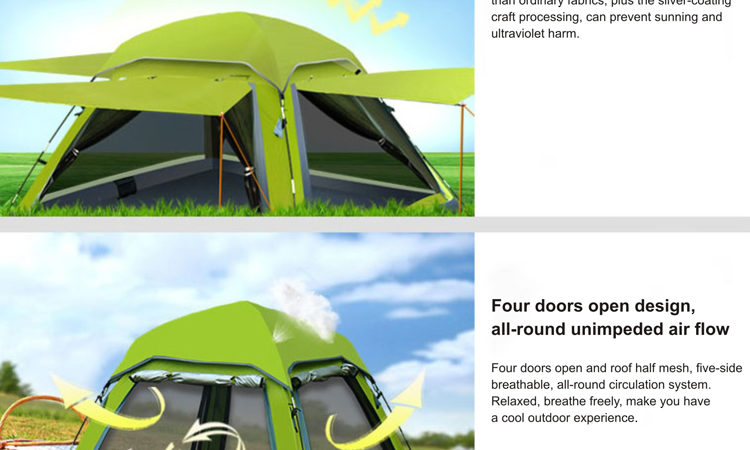 than ordinary fabrics, plus the silver-coating
craft processing, can prevent sunning and
ultraviolet harm.
Four doors open design,
all-round unimpeded air flow
Four doors open and roof half mesh, five-side
breathable, all-round circulation system.
Relaxed, breathe freely, make you have
a cool outdoor experience.